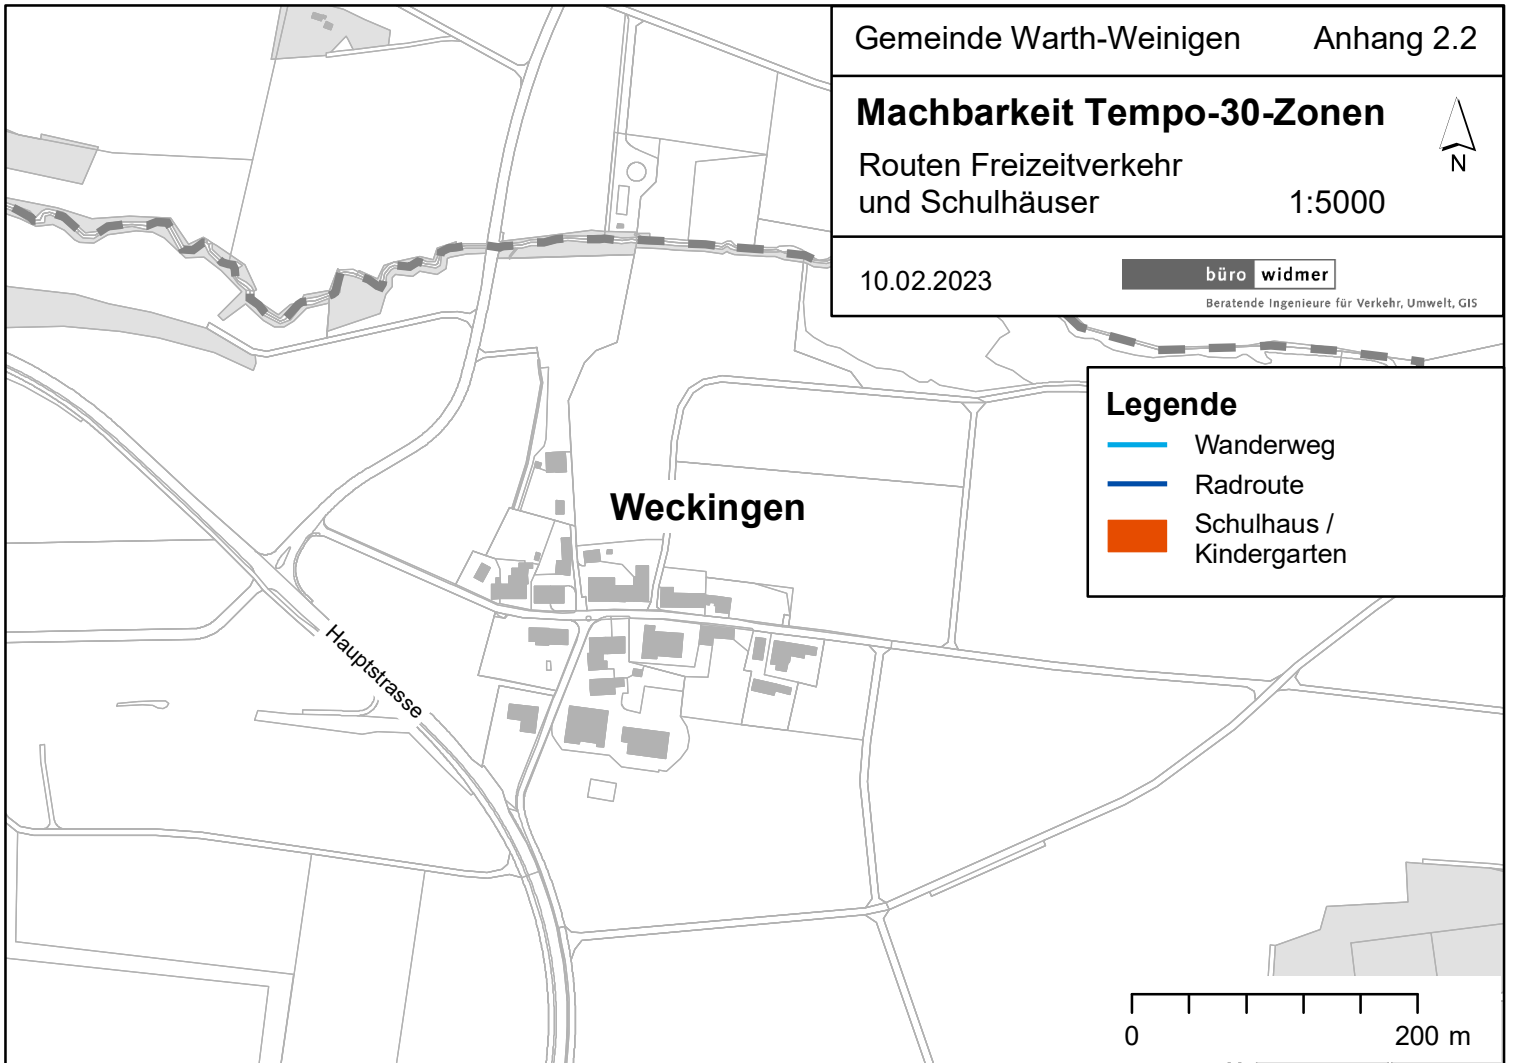 Gemeinde Warth-Weinigen Anhang 2.2
Machbarkeit Tempo-30-Zonen
Routen Freizeitverkehr
und Schulhäuser 1:5000
N
10.02.2023
büro widmer
Beratende Ingenieure für Verkehr, Umwelt, GIS
Legende
Wanderweg
Radroute
Schulhaus /
Kindergarten
Weckingen
Hauptstrasse
0 200 m